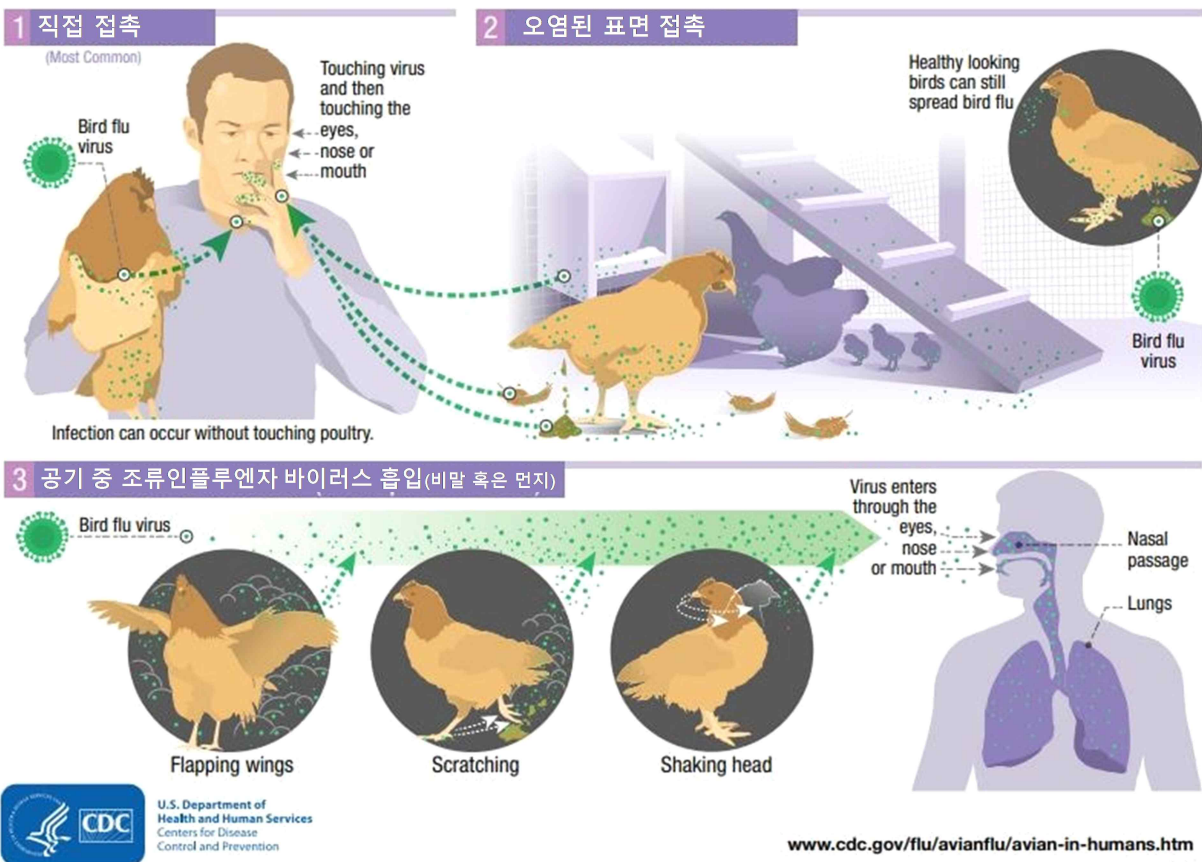 1 직접 접촉
(Most Common)
Bird flu
virus
Touching virus
and then
touching the
eyes,
nose or
mouth
Infection can occur without touching poultry.
2 오염된 표면 접촉
Healthy looking
birds can still
spread bird flu
Bird flu
virus
3 공기 중 조류인플루엔자 바이러스 흡입(비말 혹은 먼지)
Bird flu virus
Flapping wings
Scratching
Shaking head
Virus enters
through the
eyes,
nose
or mouth
Nasal
passage
Lungs
CDC
U.S. Department of
Health and Human Services
Centers for Disease
Control and Prevention
www.cdc.gov/flu/avianflu/avian-in-humans.htm